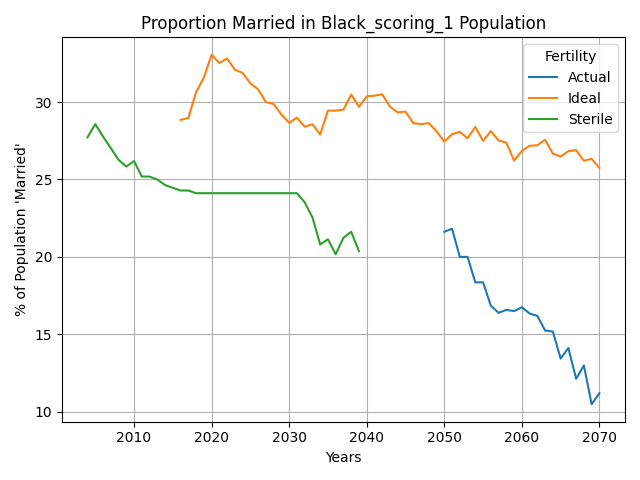 Proportion Married in Black_scoring_1 Population
% of Population 'Married'
30
25
20
15
10
Fertility
Actual
Ideal
Sterile
2010 2020 2030 2040 2050 2060 2070
Years